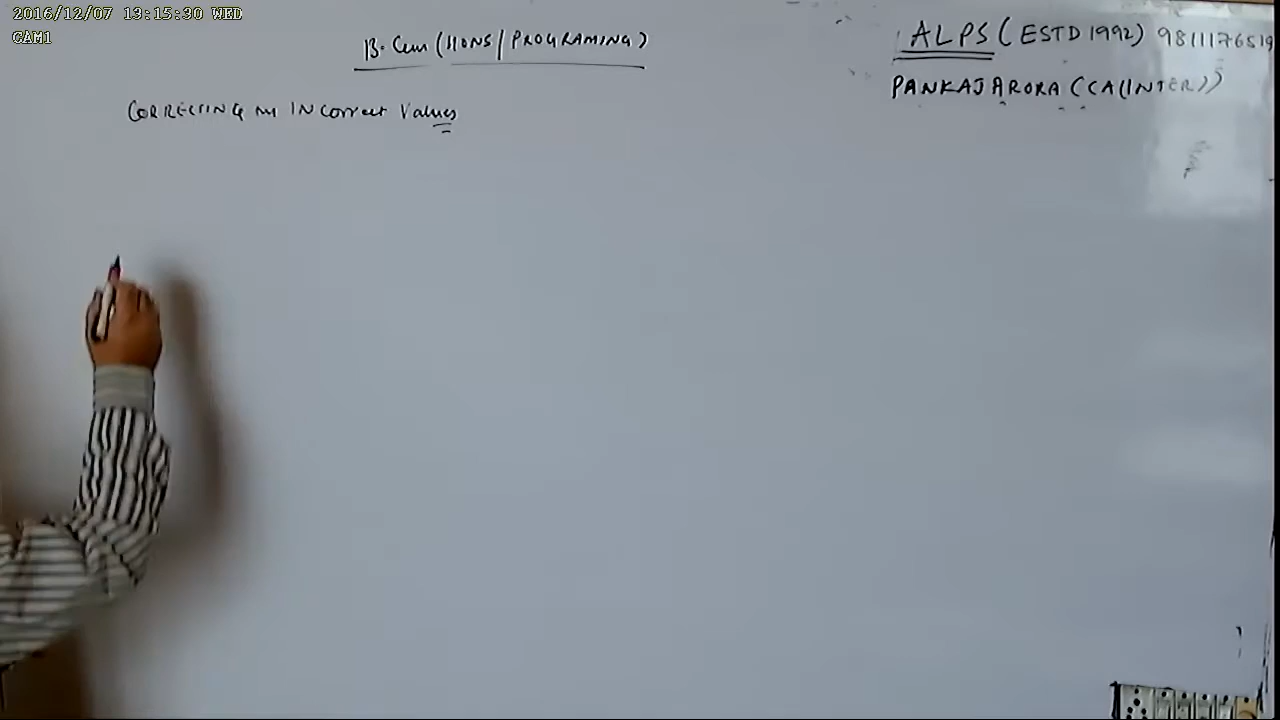 2016/12/07 13:15:30 WED
CAM1
B. Com (HONS/PROGRAMING)
ALPS (ESTD 1992) 9811176519
PANKAJ ARORA (CA(INTER))
CORRECTING an INCorrect Values